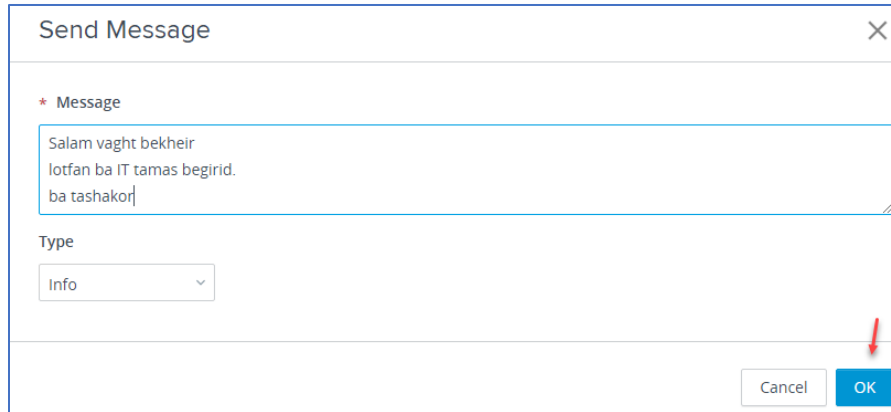 Send Message
* Message
Salam vaght bekheir
lotfan ba IT tamas begirid.
ba tashakor
Type
Info
Cancel OK